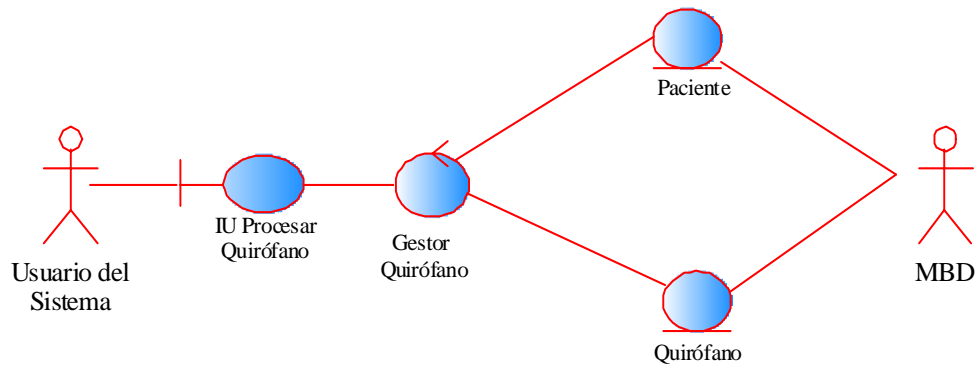 Paciente
IU Procesar
Quirófano
Gestor
Quirófano
Usuario del
Sistema
MBD
Quirófano